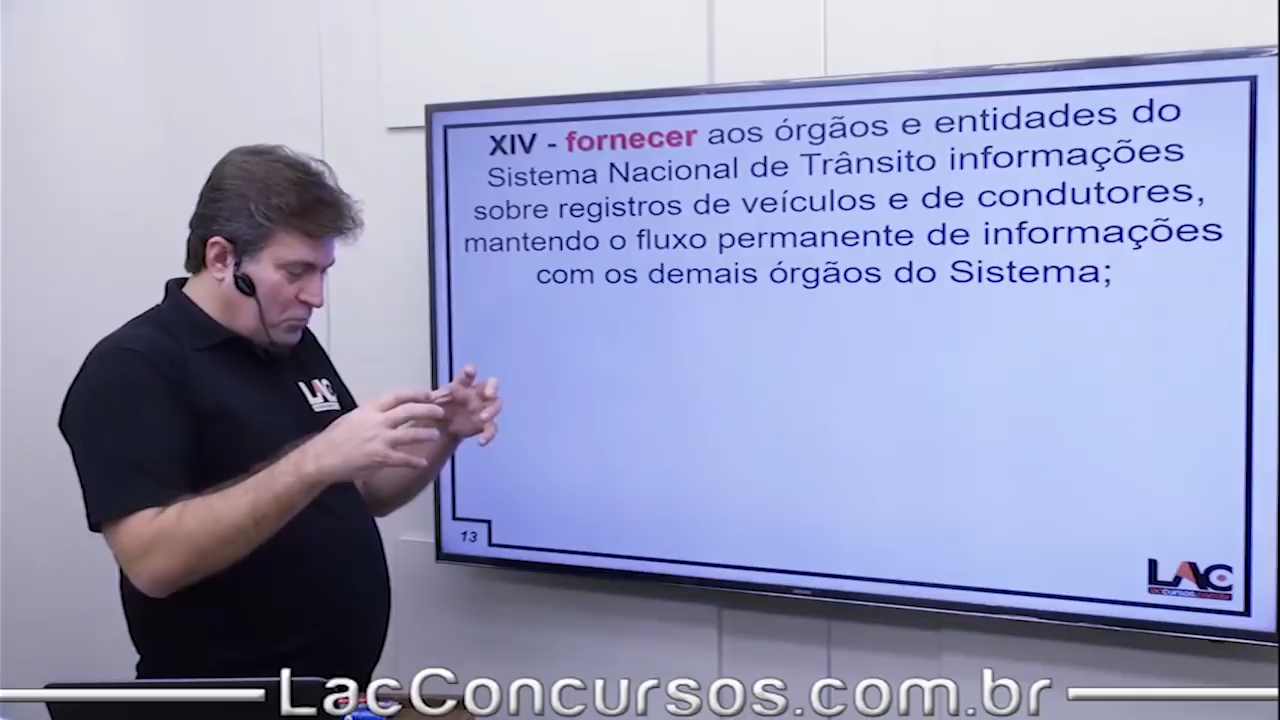 XIV - fornecer aos órgãos e entidades do
Sistema Nacional de Trânsito informações
sobre registros de veículos e de condutores,
mantendo o fluxo permanente de informações
com os demais órgãos do Sistema;
LAC
13
LAC
LacConcursos.com.br